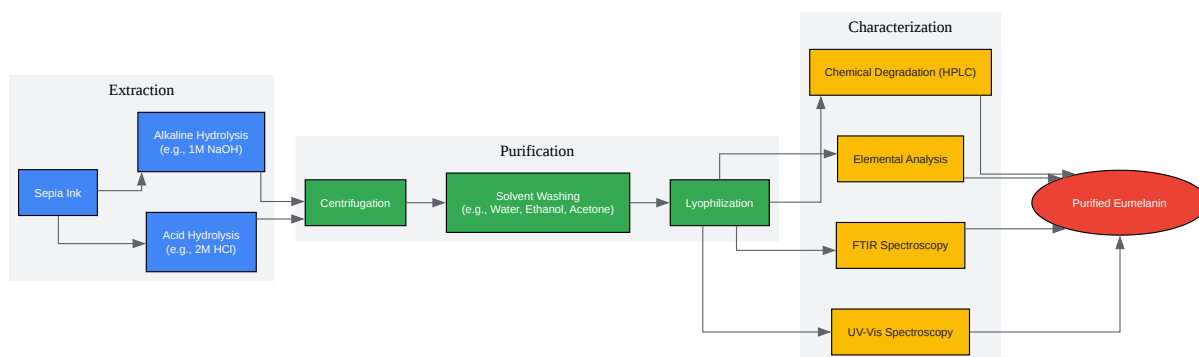 Extraction
Sepia Ink
Alkaline Hydrolysis
(e.g., 1M NaOH)
Acid Hydrolysis
(e.g., 2M HCl)
Purification
Centrifugation
Solvent Washing
(e.g., Water, Ethanol, Acetone)
Lyophilization
Characterization
Chemical Degradation (HPLC)
Elemental Analysis
FTIR Spectroscopy
UV-Vis Spectroscopy
Purified Eumelanin